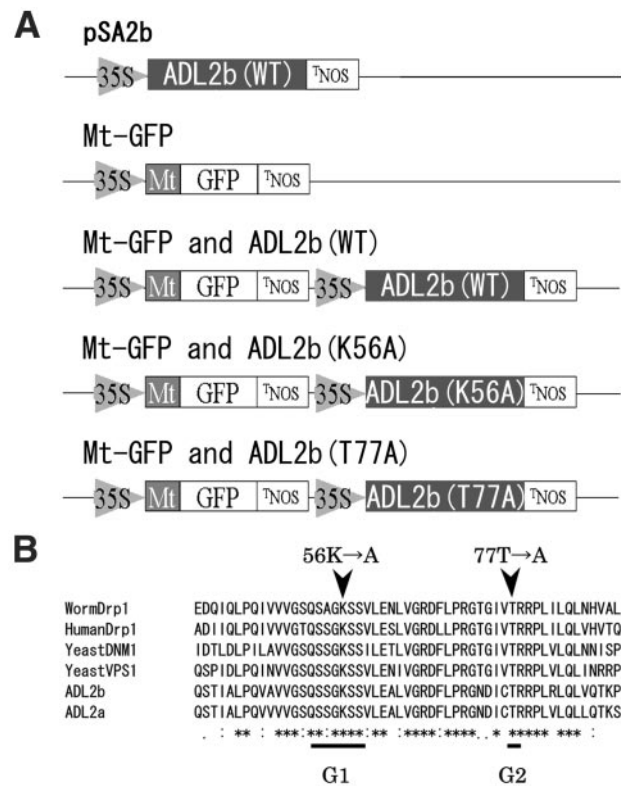 A
pSA2b
35S ADL2b(WT) TNOS
Mt-GFP
35S Mt GFP TNOS
Mt-GFP and ADL2b(WT)
35S Mt GFP TNOS 35S ADL2b(WT) TNOS
Mt-GFP and ADL2b(K56A)
35S Mt GFP TNOS 35S ADL2b(K56A) TNOS
Mt-GFP and ADL2b(T77A)
35S Mt GFP TNOS 35S ADL2b(T77A) TNOS
B
56K→A 77T→A
WormDrp1 EDQIQLPQIVVVGSQSAGKSSVLENLVGRDFLPRGTGIVTRRPLILQLNHVAL
HumanDrp1 ADIIQLPQIVVVGTQSSGKSSVLESLVGRDLLPRGTGIVTRRPLILQLVHVTQ
YeastDNM1 IDTLDLPILAVVGSQSSGKSSILETLVGRDFLPRGTGIVTRRPLVLQLNNISP
YeastVPS1 QSPIDLPQINVVGSQSSGKSSVLENIVGRDFLPRGTGIVTRRPLVLQLINRRP
ADL2b QSTIALPQVAVVGSQSSGKSSVLEALVGRDFLPRGNDICTRRPLRLQLVQTKP
ADL2a QSTIALPQVVVVGSQSSGKSSVLEALVGRDFLPRGNDICTRRPLVLQLLQTKS
. : ** : ***:**:****:** :****:****.. * ***** *** :
G1 G2